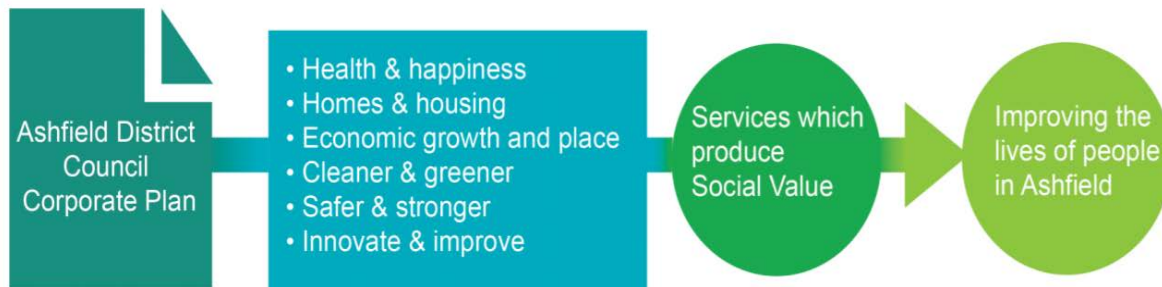 Ashfield District
Council
Corporate Plan
• Health & happiness
• Homes & housing
• Economic growth and place
• Cleaner & greener
• Safer & stronger
• Innovate & improve
Services which
produce
Social Value
Improving the
lives of people
in Ashfield